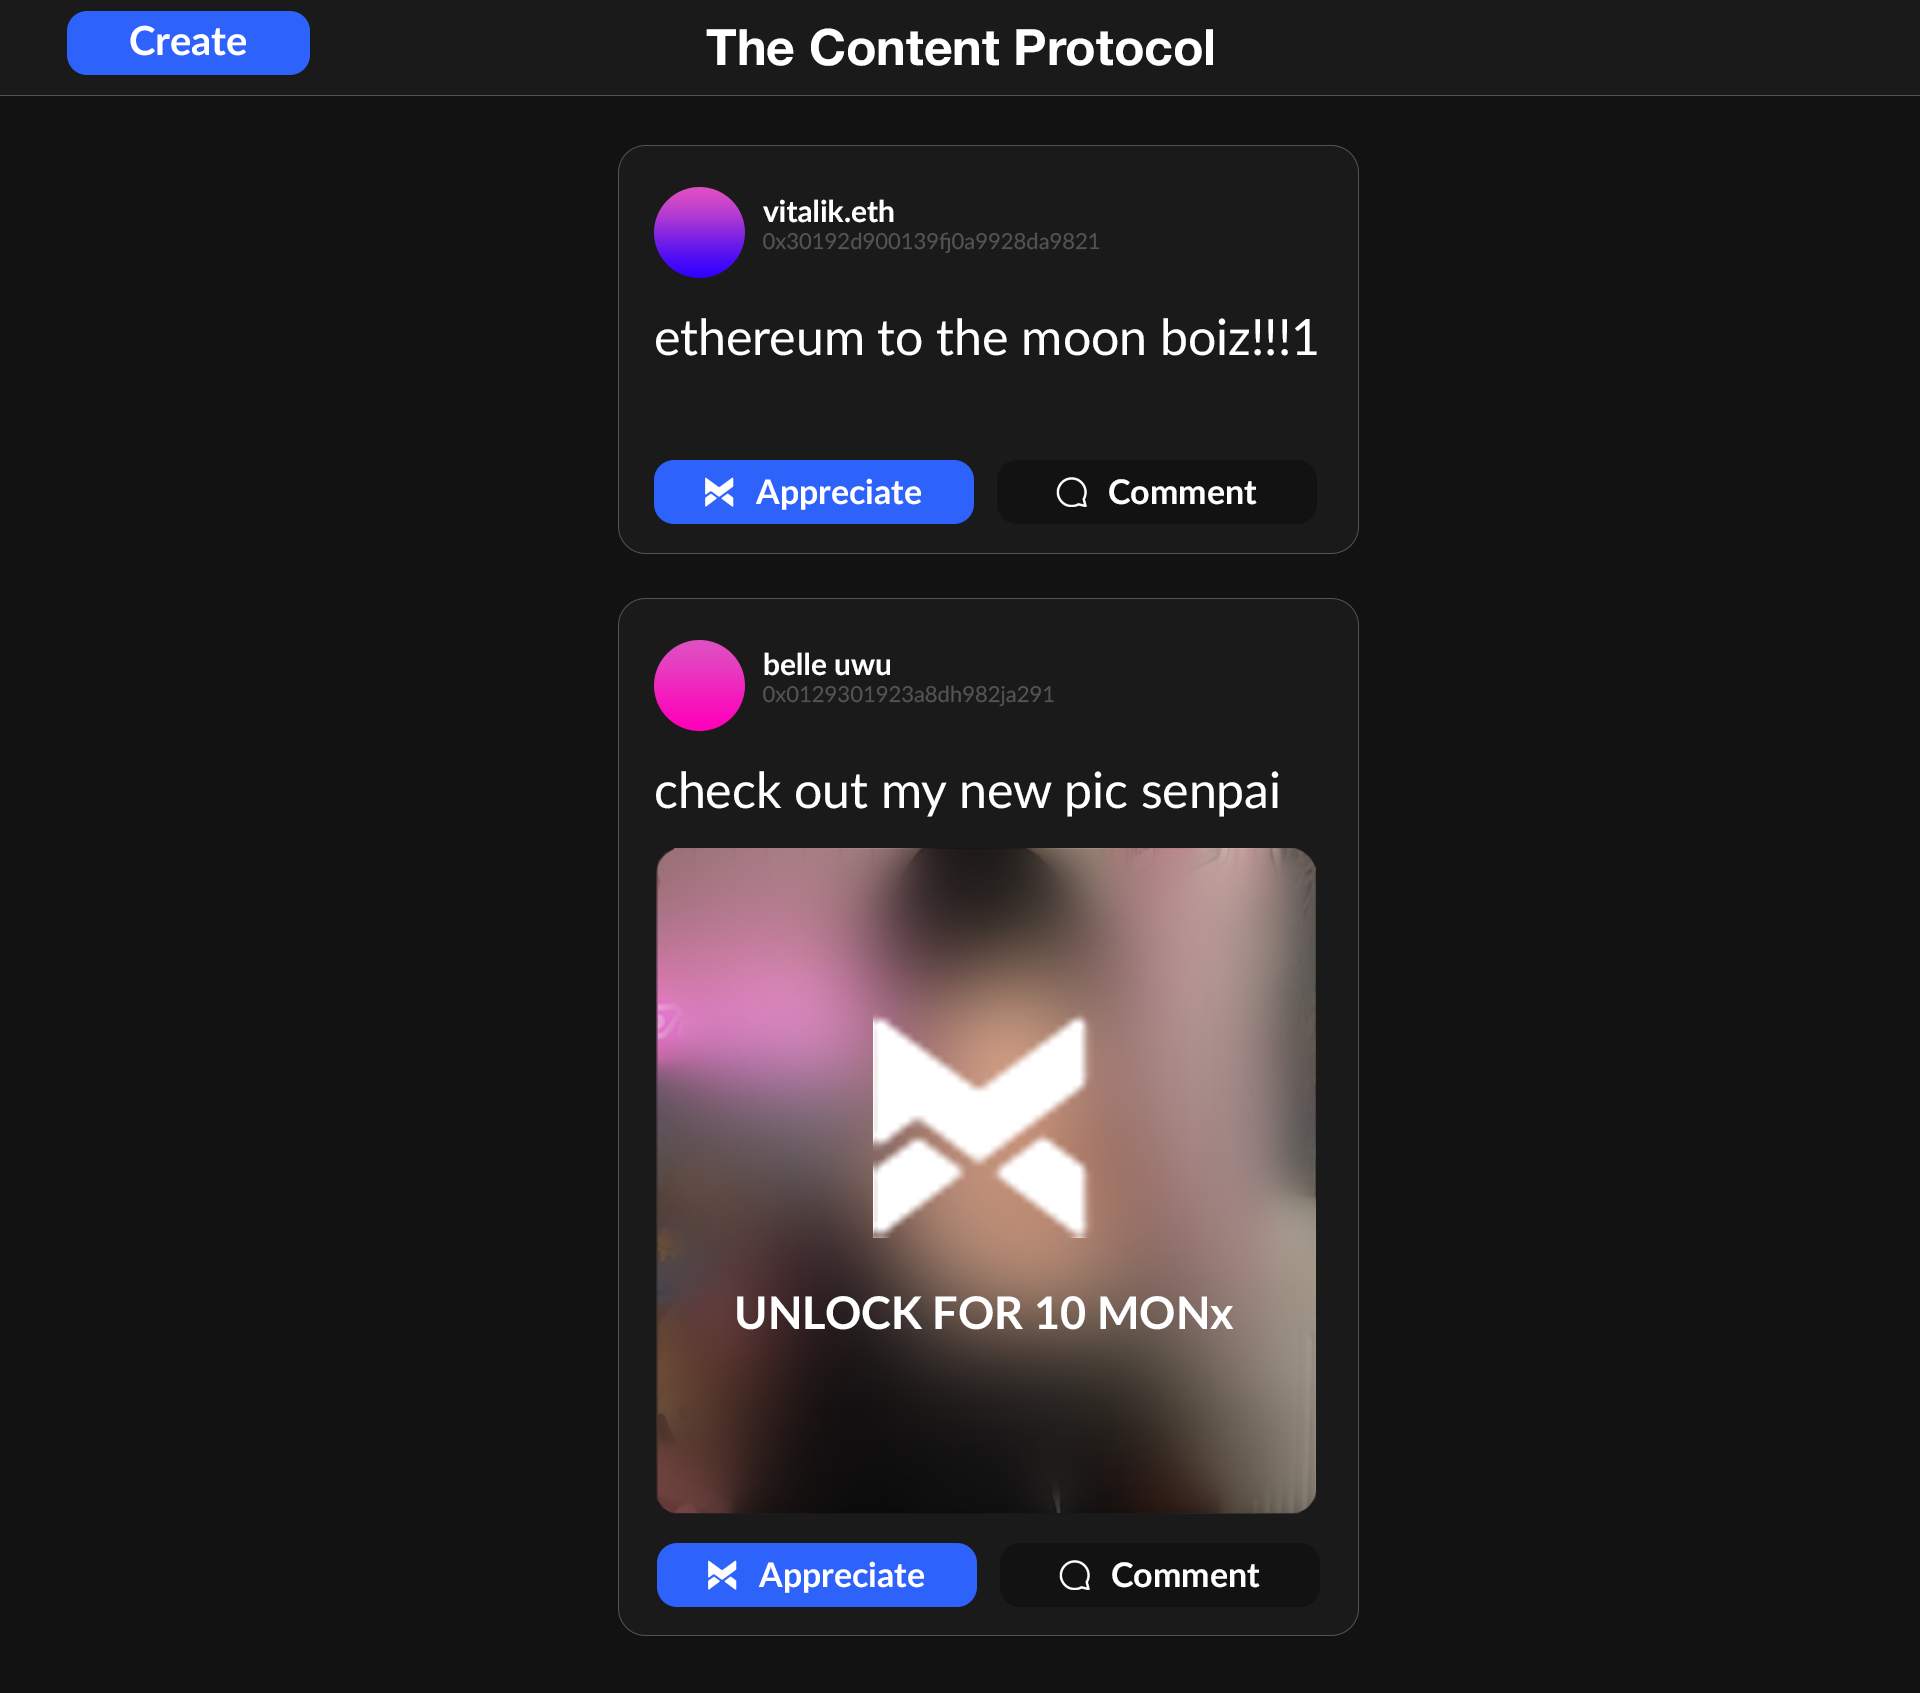 Create
The Content Protocol
vitalik.eth
0x30192d900139fj0a9928da9821
ethereum to the moon boiz!!!1
Appreciate
Comment
belle uwu
0x0129301923a8dh982ja291
check out my new pic senpai
UNLOCK FOR 10 MONx
Appreciate
Comment